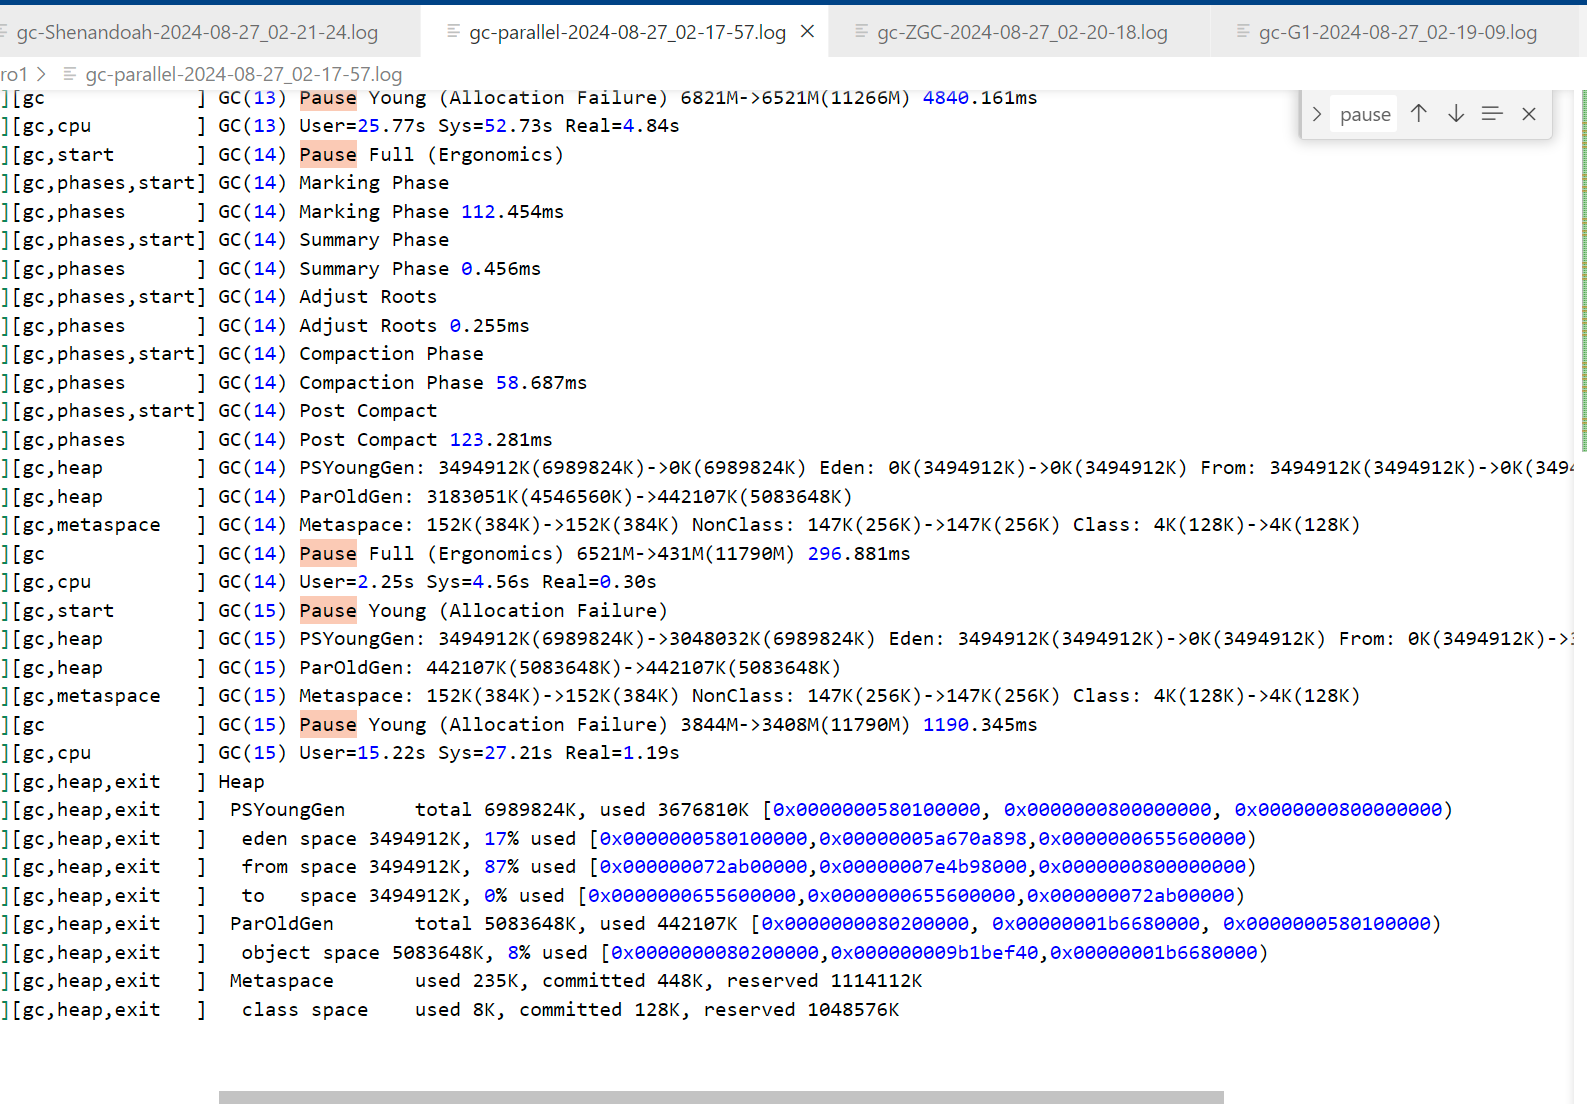 gc-Shenandoah-2024-08-27_02-21-24.log gc-parallel-2024-08-27_02-17-57.log gc-ZGC-2024-08-27_02-20-18.log gc-G1-2024-08-27_02-19-09.log
ro1 > gc-parallel-2024-08-27_02-17-57.log
pause
][gc ] GC(13) Pause Young (Allocation Failure) 6821M->6521M(11266M) 4840.161ms
][gc,cpu ] GC(13) User=25.77s Sys=52.73s Real=4.84s
][gc,start ] GC(14) Pause Full (Ergonomics)
][gc,phases,start] GC(14) Marking Phase
][gc,phases ] GC(14) Marking Phase 112.454ms
][gc,phases,start] GC(14) Summary Phase
][gc,phases ] GC(14) Summary Phase 0.456ms
][gc,phases,start] GC(14) Adjust Roots
][gc,phases ] GC(14) Adjust Roots 0.255ms
][gc,phases,start] GC(14) Compaction Phase
][gc,phases ] GC(14) Compaction Phase 58.687ms
][gc,phases,start] GC(14) Post Compact
][gc,phases ] GC(14) Post Compact 123.281ms
][gc,heap ] GC(14) PSYoungGen: 3494912K(6989824K)->0K(6989824K) Eden: 0K(3494912K)->0K(3494912K) From: 3494912K(3494912K)->0K(3494
][gc,heap ] GC(14) ParOldGen: 3183051K(4546560K)->442107K(5083648K)
][gc,metaspace ] GC(14) Metaspace: 152K(384K)->152K(384K) NonClass: 147K(256K)->147K(256K) Class: 4K(128K)->4K(128K)
][gc ] GC(14) Pause Full (Ergonomics) 6521M->431M(11790M) 296.881ms
][gc,cpu ] GC(14) User=2.25s Sys=4.56s Real=0.30s
][gc,start ] GC(15) Pause Young (Allocation Failure)
][gc,heap ] GC(15) PSYoungGen: 3494912K(6989824K)->3048032K(6989824K) Eden: 3494912K(3494912K)->0K(3494912K) From: 0K(3494912K)->
][gc,heap ] GC(15) ParOldGen: 442107K(5083648K)->442107K(5083648K)
][gc,metaspace ] GC(15) Metaspace: 152K(384K)->152K(384K) NonClass: 147K(256K)->147K(256K) Class: 4K(128K)->4K(128K)
][gc ] GC(15) Pause Young (Allocation Failure) 3844M->3408M(11790M) 1190.345ms
][gc,cpu ] GC(15) User=15.22s Sys=27.21s Real=1.19s
][gc,heap,exit ] Heap
][gc,heap,exit ] PSYoungGen total 6989824K, used 3676810K [0x0000000580100000, 0x0000000800000000, 0x0000000800000000)
][gc,heap,exit ] eden space 3494912K, 17% used [0x0000000580100000,0x00000005a670a898,0x0000000655600000)
][gc,heap,exit ] from space 3494912K, 87% used [0x000000072ab00000,0x00000007e4b98000,0x0000000800000000)
][gc,heap,exit ] to space 3494912K, 0% used [0x0000000655600000,0x0000000655600000,0x000000072ab00000)
][gc,heap,exit ] ParOldGen total 5083648K, used 442107K [0x0000000080200000, 0x00000001b6680000, 0x0000000580100000)
][gc,heap,exit ] object space 5083648K, 8% used [0x0000000080200000,0x000000009b1bef40,0x00000001b6680000)
][gc,heap,exit ] Metaspace used 235K, committed 448K, reserved 1114112K
][gc,heap,exit ] class space used 8K, committed 128K, reserved 1048576K